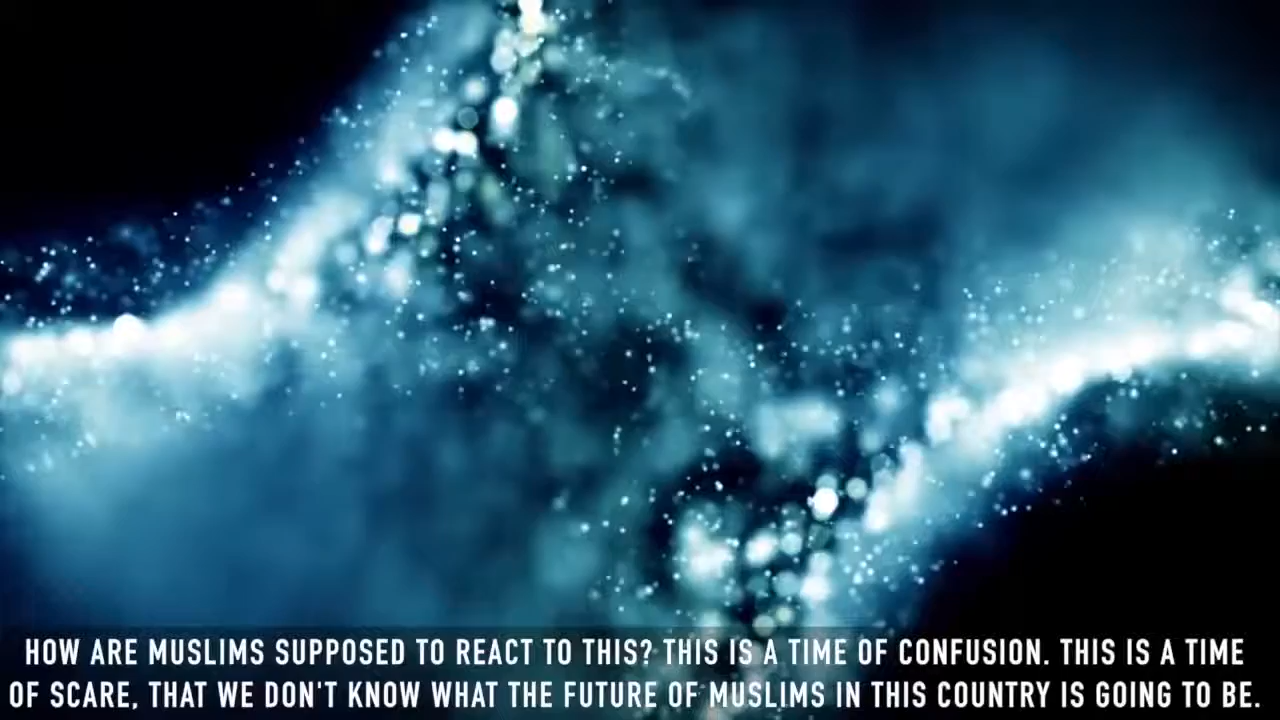 HOW ARE MUSLIMS SUPPOSED TO REACT TO THIS? THIS IS A TIME OF CONFUSION. THIS IS A TIME
OF SCARE, THAT WE DON'T KNOW WHAT THE FUTURE OF MUSLIMS IN THIS COUNTRY IS GOING TO BE.